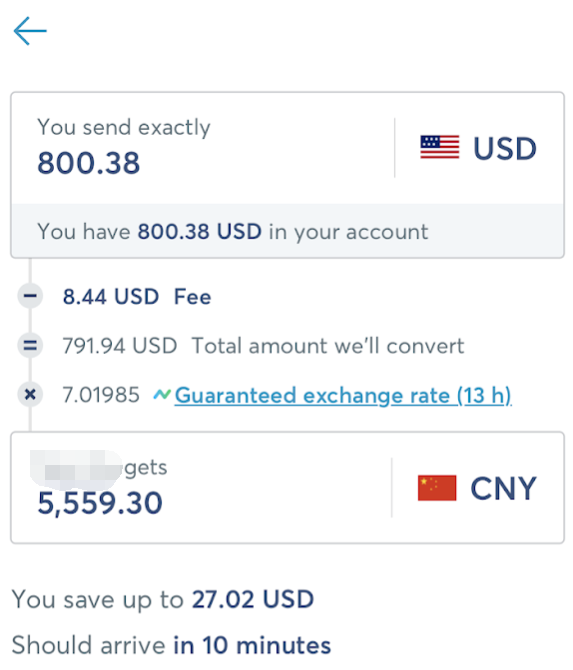 You send exactly
800.38
USD
You have 800.38 USD in your account
8.44 USD Fee
791.94 USD Total amount we'll convert
7.01985 Guaranteed exchange rate (13 h)
gets
5,559.30
CNY
You save up to 27.02 USD
Should arrive in 10 minutes